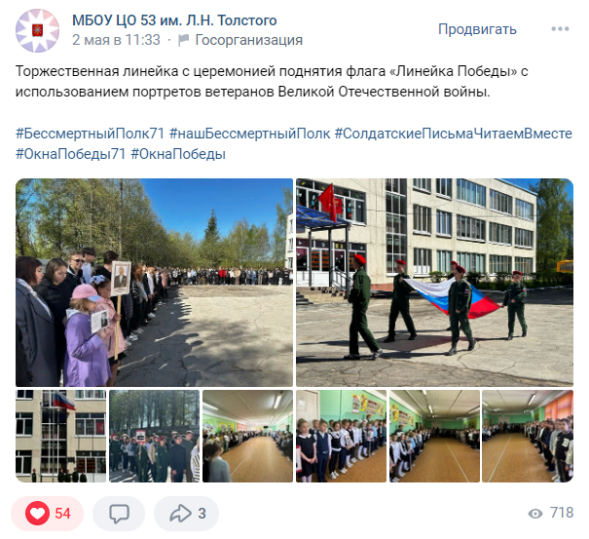 МБОУ ЦО 53 им. Л.Н. Толстого
2 мая в 11:33 · Госорганизация
Продвигать
Торжественная линейка с церемонией поднятия флага «Линейка Победы» с
использованием портретов ветеранов Великой Отечественной войны.
#БессмертныйПолк71 #нашБессмертныйПолк #СолдатскиеПисьмаЧитаемВместе
#ОкнаПобеды71 #ОкнаПобеды
54
3
718